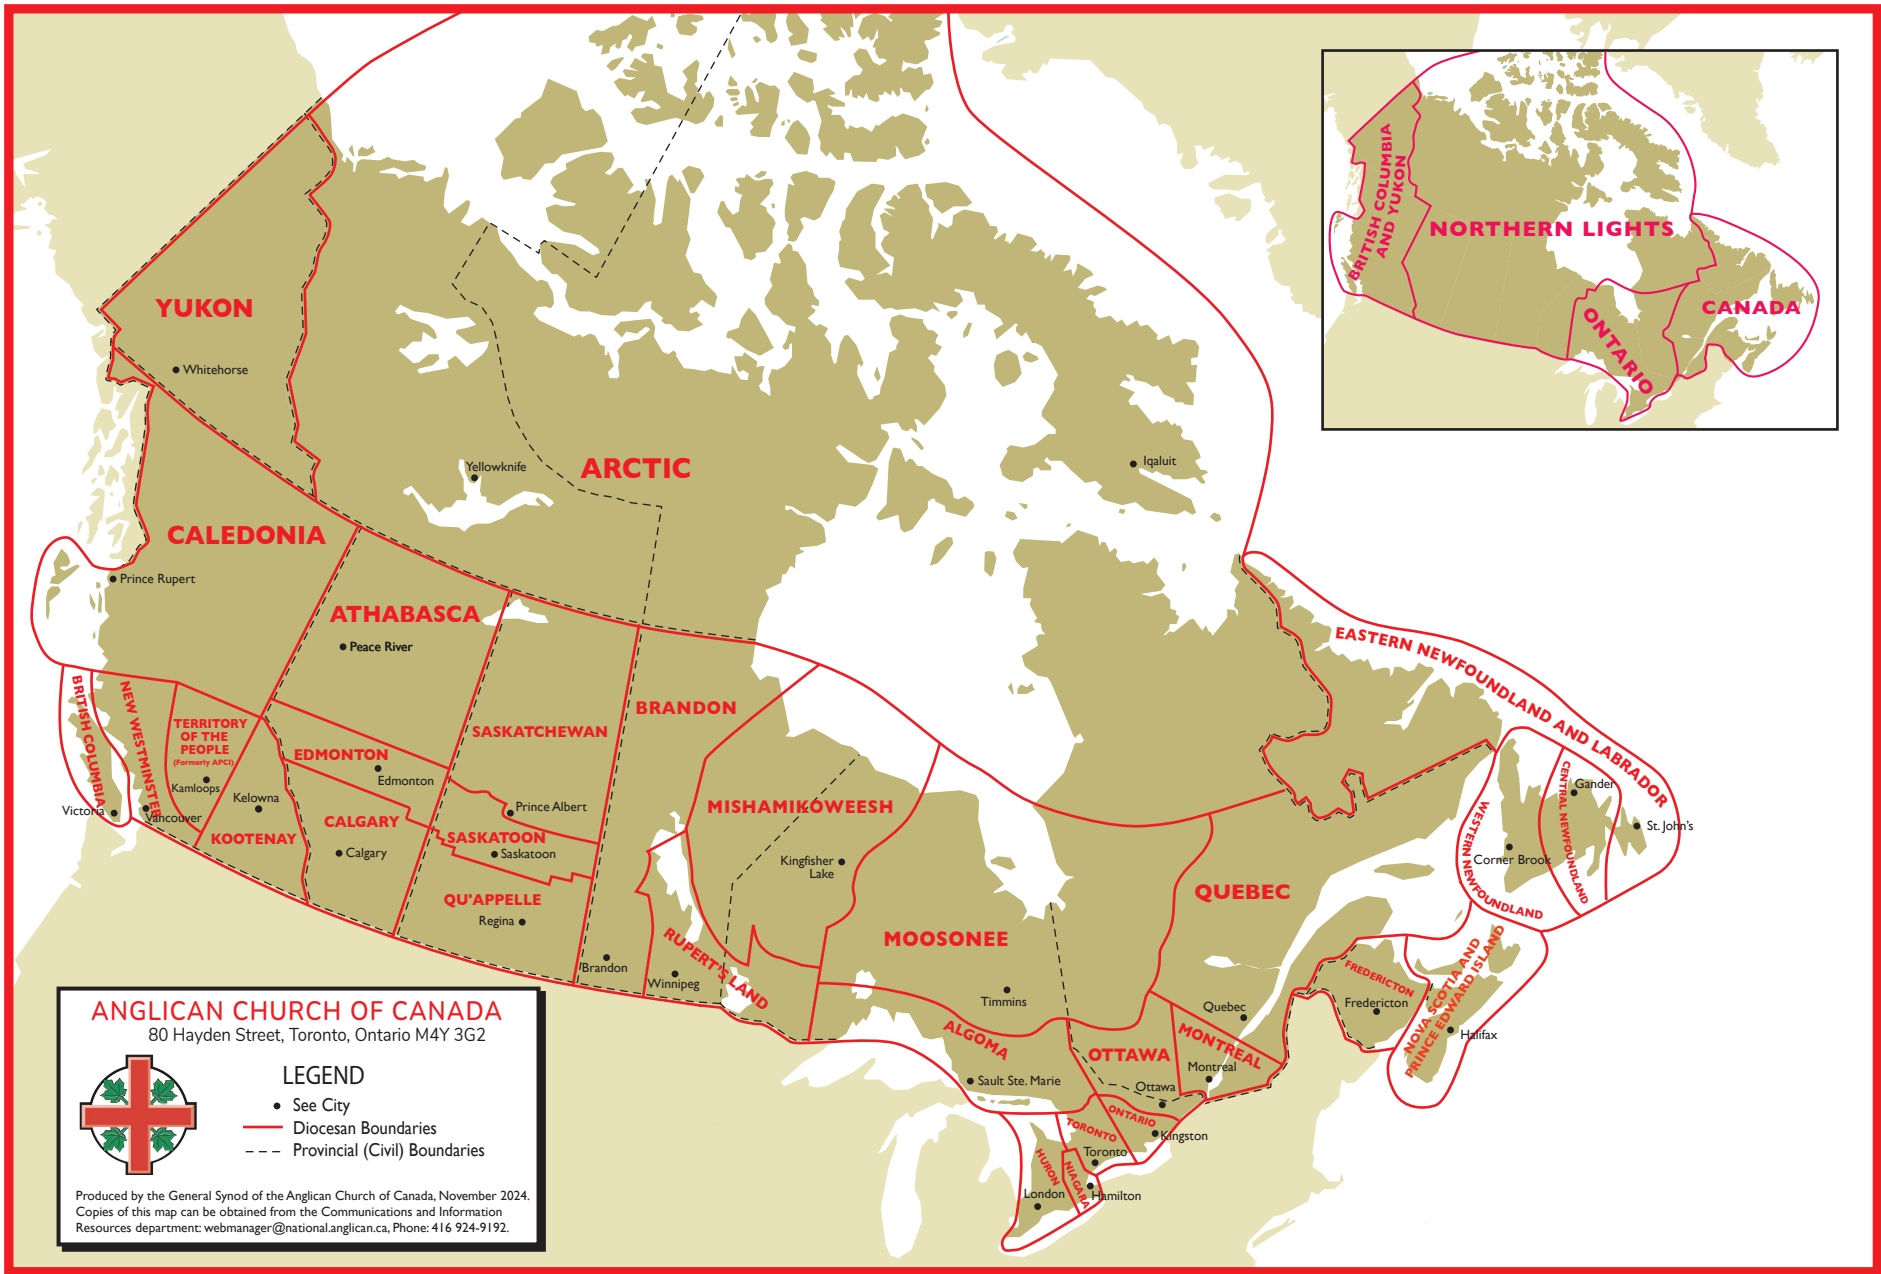 YUKON
Whitehorse
CALEDONIA
Prince Rupert
Yellowknife
ARCTIC
Iqaluit
ATHABASCA
Peace River
BRITISH COLUMBIA
Victoria
NEW WESTMINSTER
Vancouver
TERRITORY
OF THE
PEOPLE
(Formerly APCI)
Kamloops
Kelowna
KOOTENAY
EDMONTON
Edmonton
CALGARY
Calgary
SASKATCHEWAN
Prince Albert
SASKATOON
Saskatoon
QU'APPELLE
Regina
BRANDON
Brandon
RUPERT'S LAND
Winnipeg
MISHAMIKOWEESH
Kingfisher
Lake
MOOSONEE
Timmins
ALGOMA
Sault Ste. Marie
QUEBEC
Quebec
MONTREAL
Montreal
OTTAWA
Ottawa
ONTARIO
Kingston
TORONTO
Toronto
HURON
London
NIAGARA
Hamilton
FREDERICTON
Fredericton
NOVA SCOTIA AND
PRINCE EDWARD ISLAND
Halifax
EASTERN NEWFOUNDLAND AND LABRADOR
St. John's
CENTRAL NEWFOUNDLAND
Gander
WESTERN NEWFOUNDLAND
Corner Brook
BRITISH COLUMBIA
AND YUKON
NORTHERN LIGHTS
ONTARIO
CANADA
ANGLICAN CHURCH OF CANADA
80 Hayden Street, Toronto, Ontario M4Y 3G2
LEGEND
See City
Diocesan Boundaries
Provincial (Civil) Boundaries
Produced by the General Synod of the Anglican Church of Canada, November 2024.
Copies of this map can be obtained from the Communications and Information
Resources department: webmanager@national.anglican.ca, Phone: 416 924-9192.